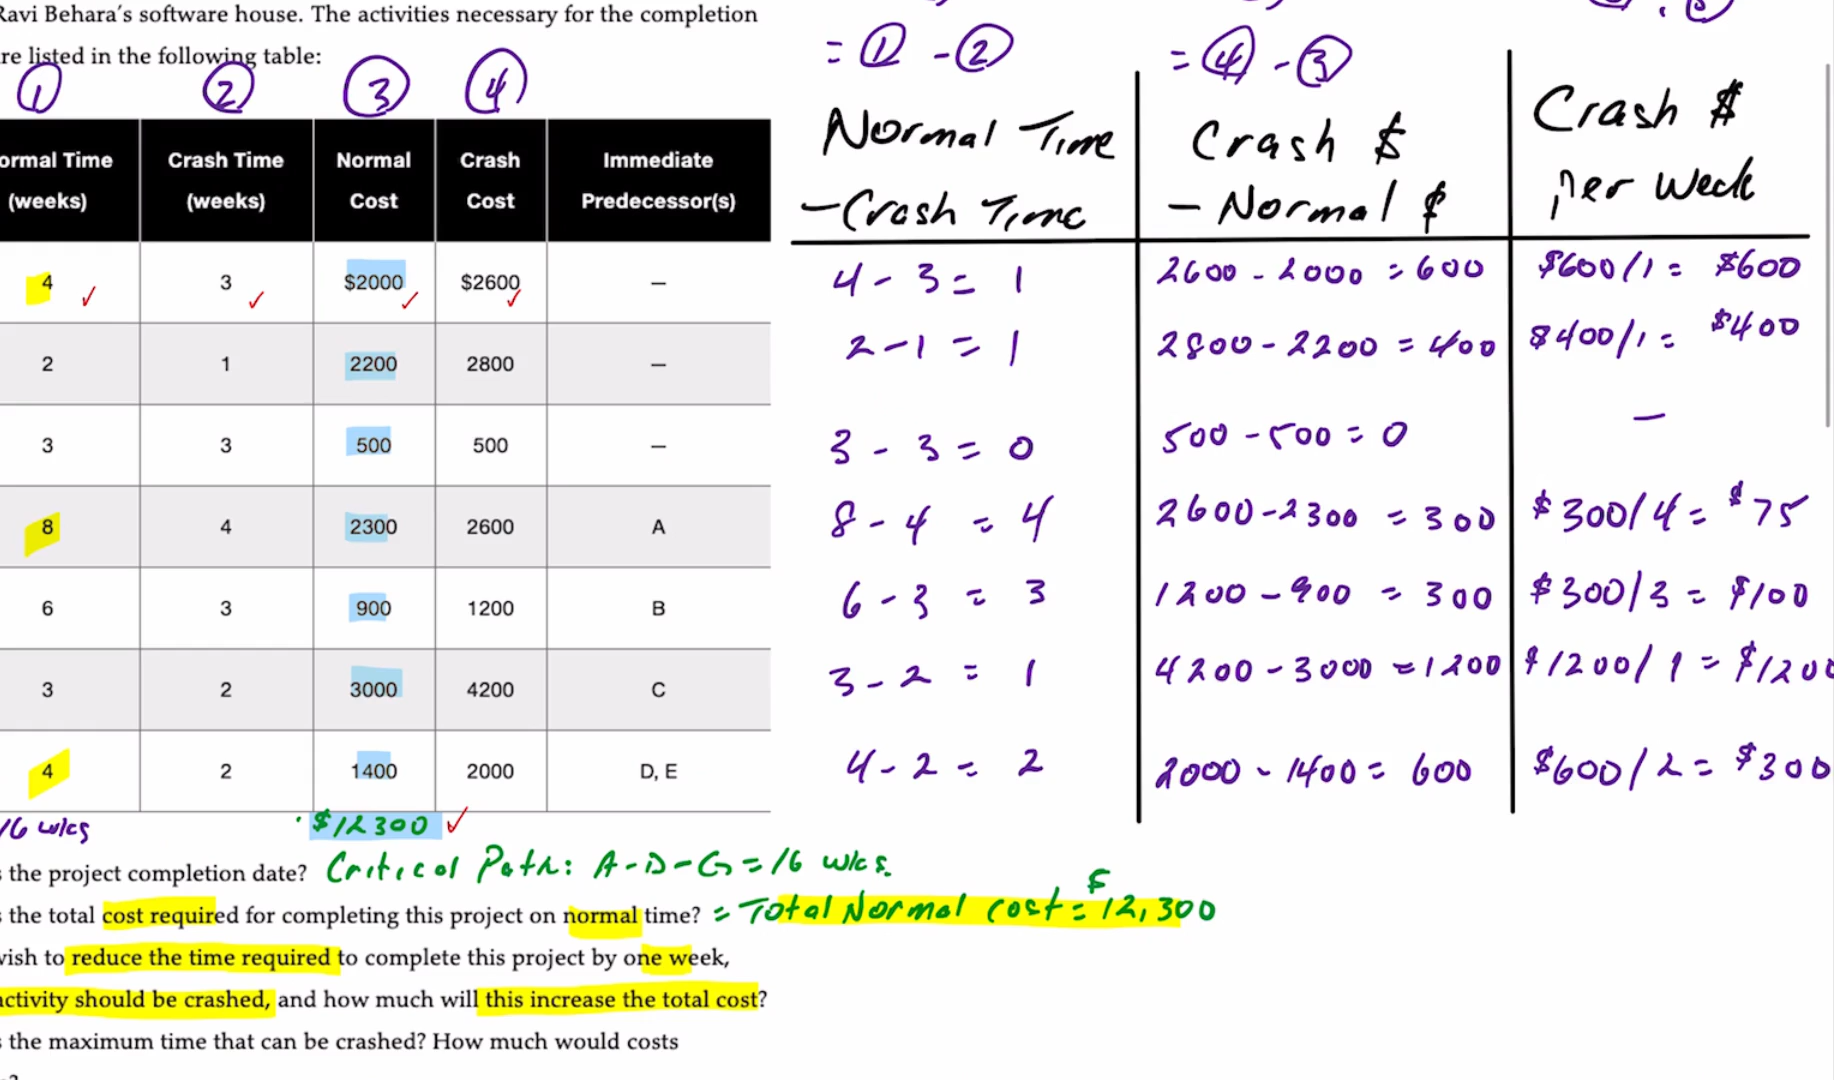 Ravi Behara's software house. The activities necessary for the completion
re listed in the following table:
① ② ③ ④
= ① - ②
= ④ - ③
ormal Time (weeks) Crash Time (weeks) Normal Cost Crash Cost Immediate Predecessor(s)
Normal Time - Crash Time Crash $ - Normal $ Crash $ per week
4 ✓ 3 ✓ $2000 ✓ $2600 ✓ — 4 - 3 = 1 2600 - 2000 = 600 $600/1 = $600
2 1 2200 2800 — 2 - 1 = 1 2800 - 2200 = 400 $400/1 = $400
3 3 500 500 — 3 - 3 = 0 500 - 500 = 0 —
8 4 2300 2600 A 8 - 4 = 4 2600 - 2300 = 300 $300/4 = $75
6 3 900 1200 B 6 - 3 = 3 1200 - 900 = 300 $300/3 = $100
3 2 3000 4200 C 3 - 2 = 1 4200 - 3000 = 1200 $1200/1 = $1200
4 2 1400 2000 D, E 4 - 2 = 2 2000 - 1400 = 600 $600/2 = $300
16 wks $12300 ✓
s the project completion date? Critical Path: A-D-G = 16 wks.
s the total cost required for completing this project on normal time? = Total Normal cost = $12,300
wish to reduce the time required to complete this project by one week,
activity should be crashed, and how much will this increase the total cost?
s the maximum time that can be crashed? How much would costs